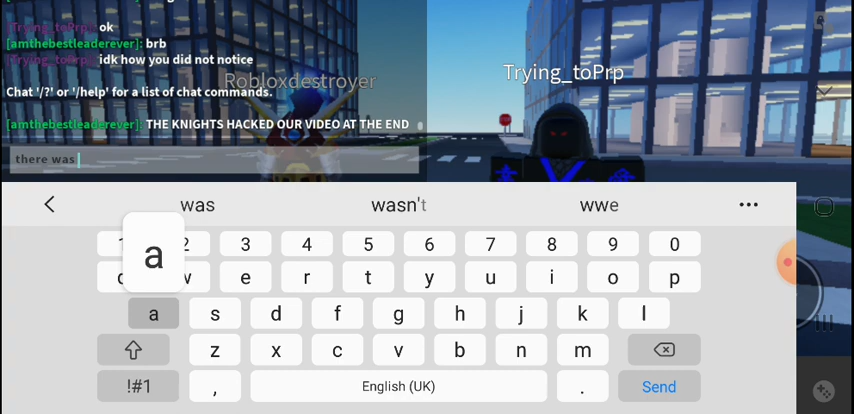 [Trying_toPrp]: ok
[amthebestleaderever]: brb
[Trying_toPrp]: idk how you did not notice
Robloxdestroyer
Trying_toPrp
Chat '/?' or '/help' for a list of chat commands.
[amthebestleaderever]: THE KNIGHTS HACKED OUR VIDEO AT THE END
there was
was wasn't wwe
a
1 2 3 4 5 6 7 8 9 0
w e r t y u i o p
a s d f g h j k l
z x c v b n m
!#1 , English (UK) . Send